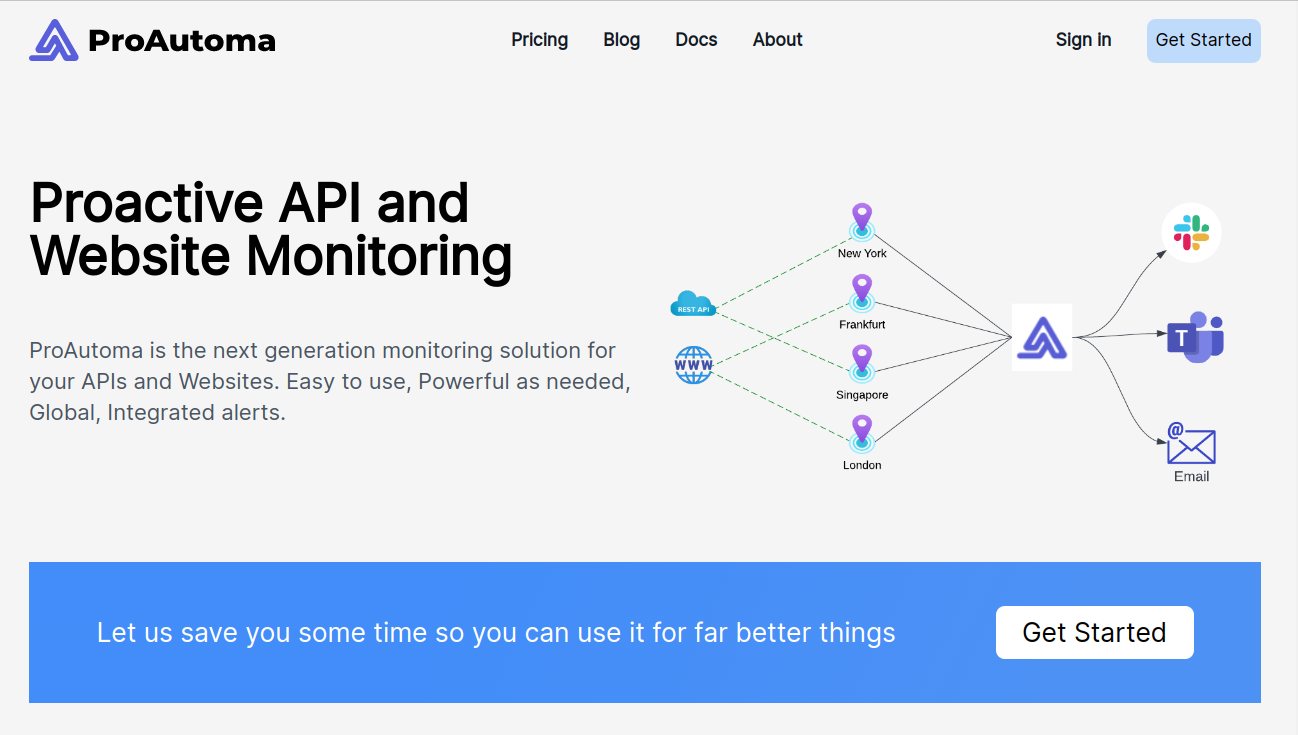 ProAutoma
Pricing
Blog
Docs
About
Sign in
Get Started
Proactive API and
Website Monitoring
ProAutoma is the next generation monitoring solution for
your APIs and Websites. Easy to use, Powerful as needed,
Global, Integrated alerts.
REST API
WWW
New York
Frankfurt
Singapore
London
T
@
Email
Let us save you some time so you can use it for far better things
Get Started